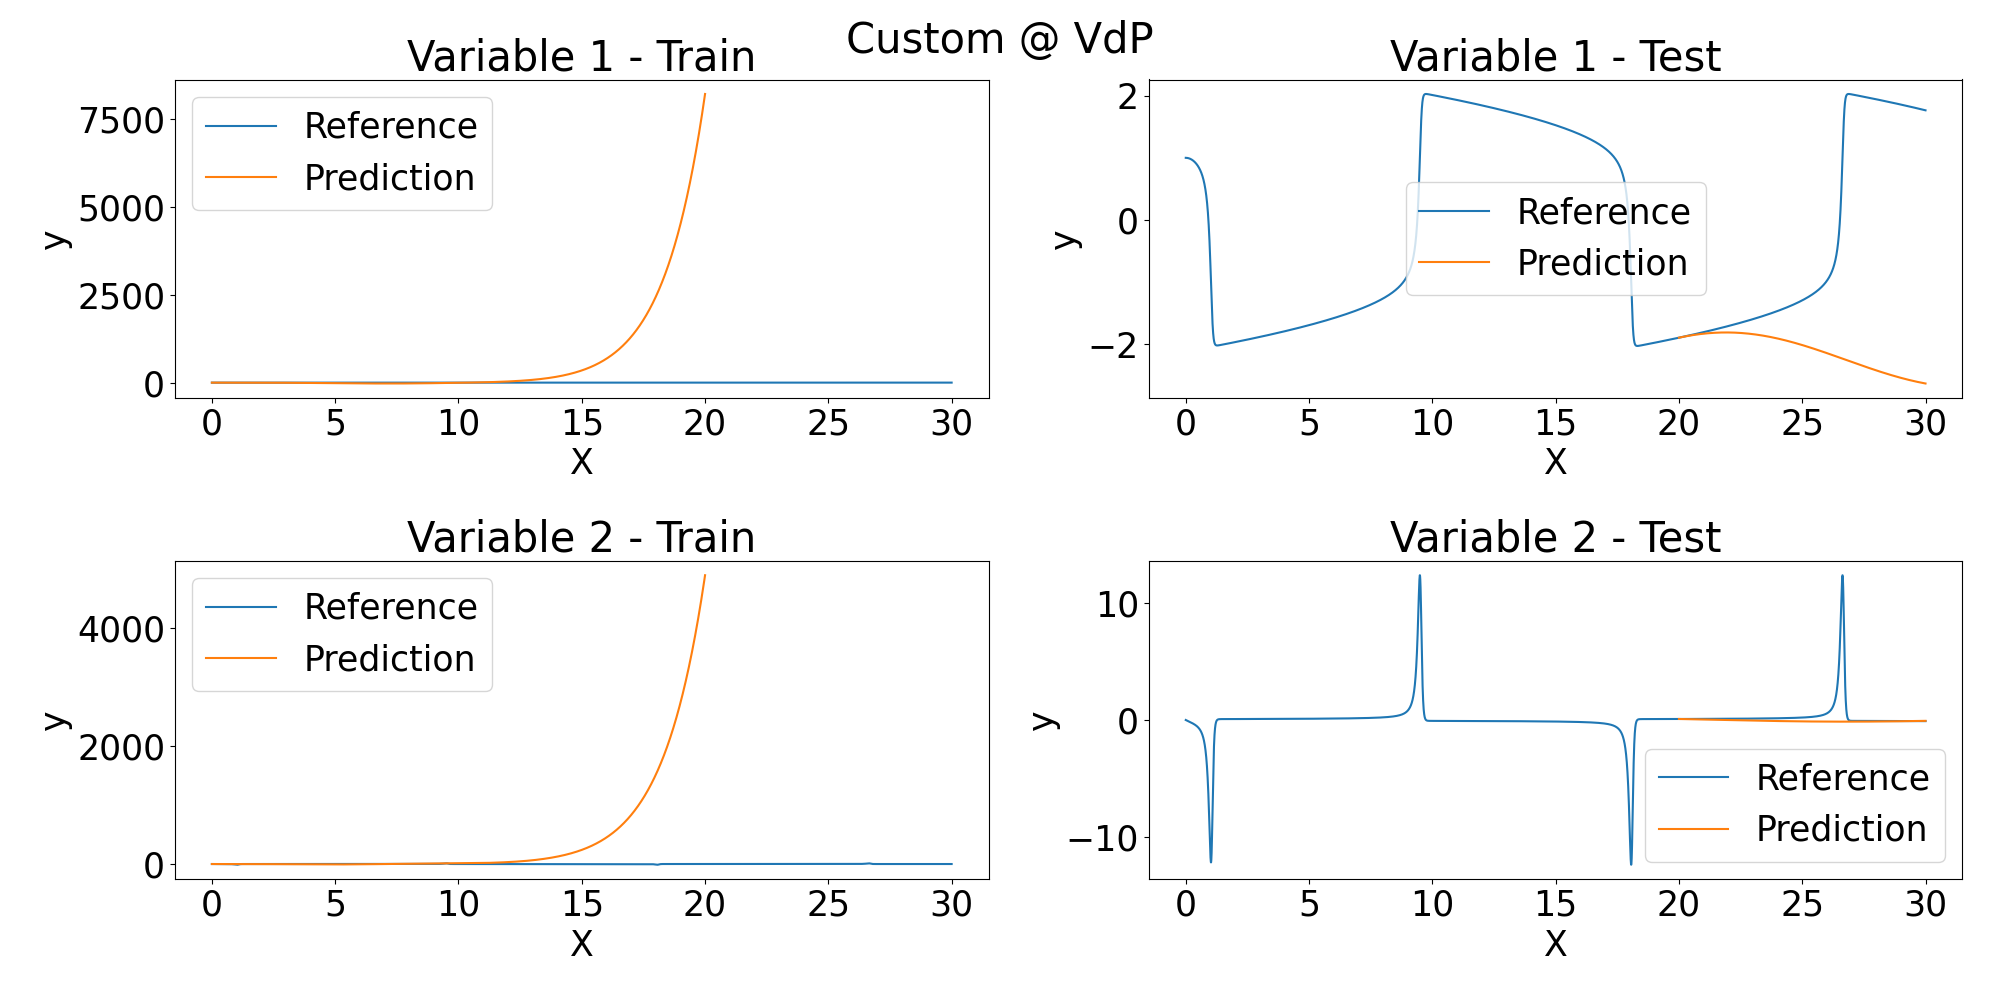 Custom @ VdP
Variable 1 - Train
7500
5000
2500
0
y
Reference
Prediction
0 5 10 15 20 25 30
X
Variable 1 - Test
2
0
−2
y
Reference
Prediction
0 5 10 15 20 25 30
X
Variable 2 - Train
4000
2000
0
y
Reference
Prediction
0 5 10 15 20 25 30
X
Variable 2 - Test
10
0
−10
y
Reference
Prediction
0 5 10 15 20 25 30
X